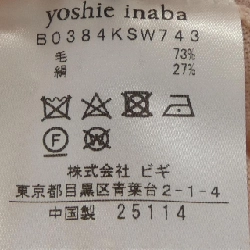 yoshie inaba
B0384KSW743
毛 73%
絹 27%
F W
株式会社 ビギ
東京都目黒区青葉台2-1-4
中国製 25114